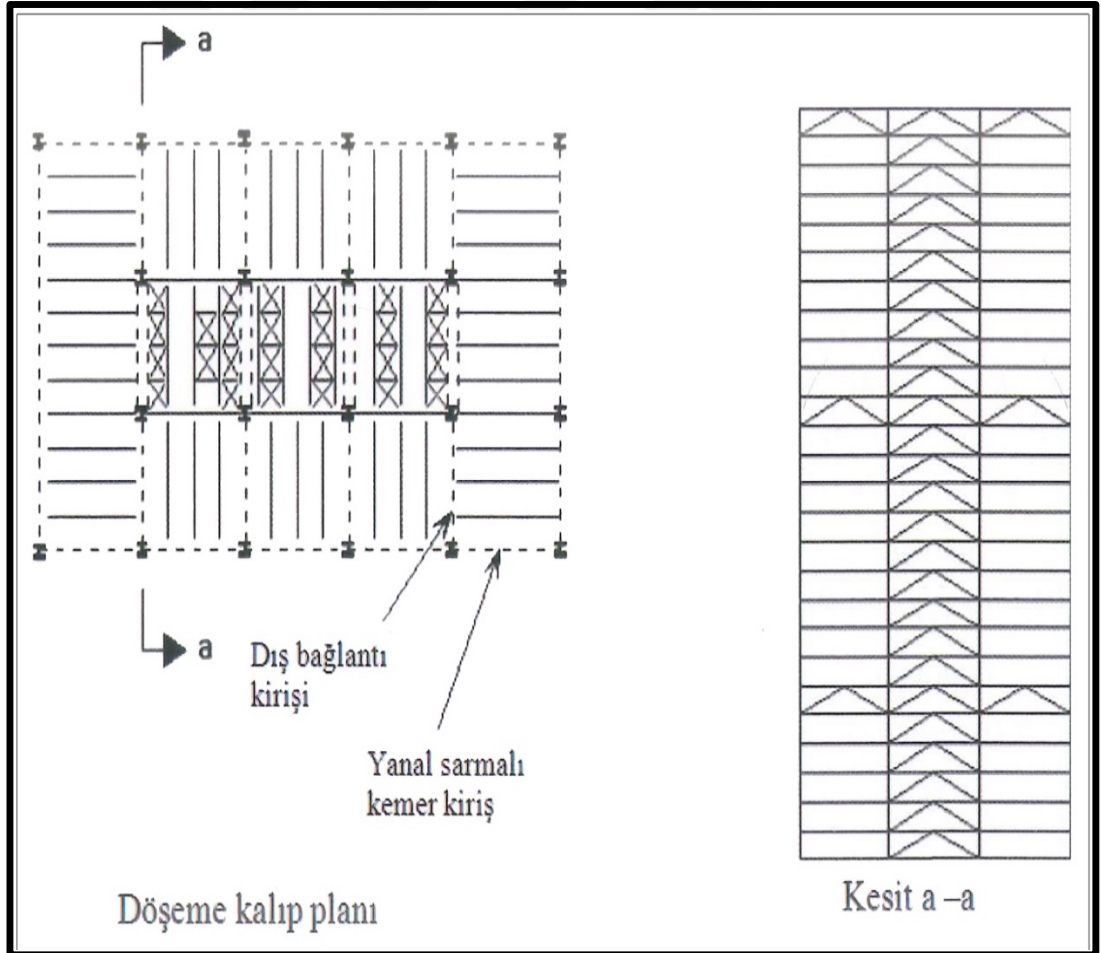 a
a
Dış bağlantı
kirişi
Yanal sarmalı
kemer kiriş
Döşeme kalıp planı
Kesit a –a